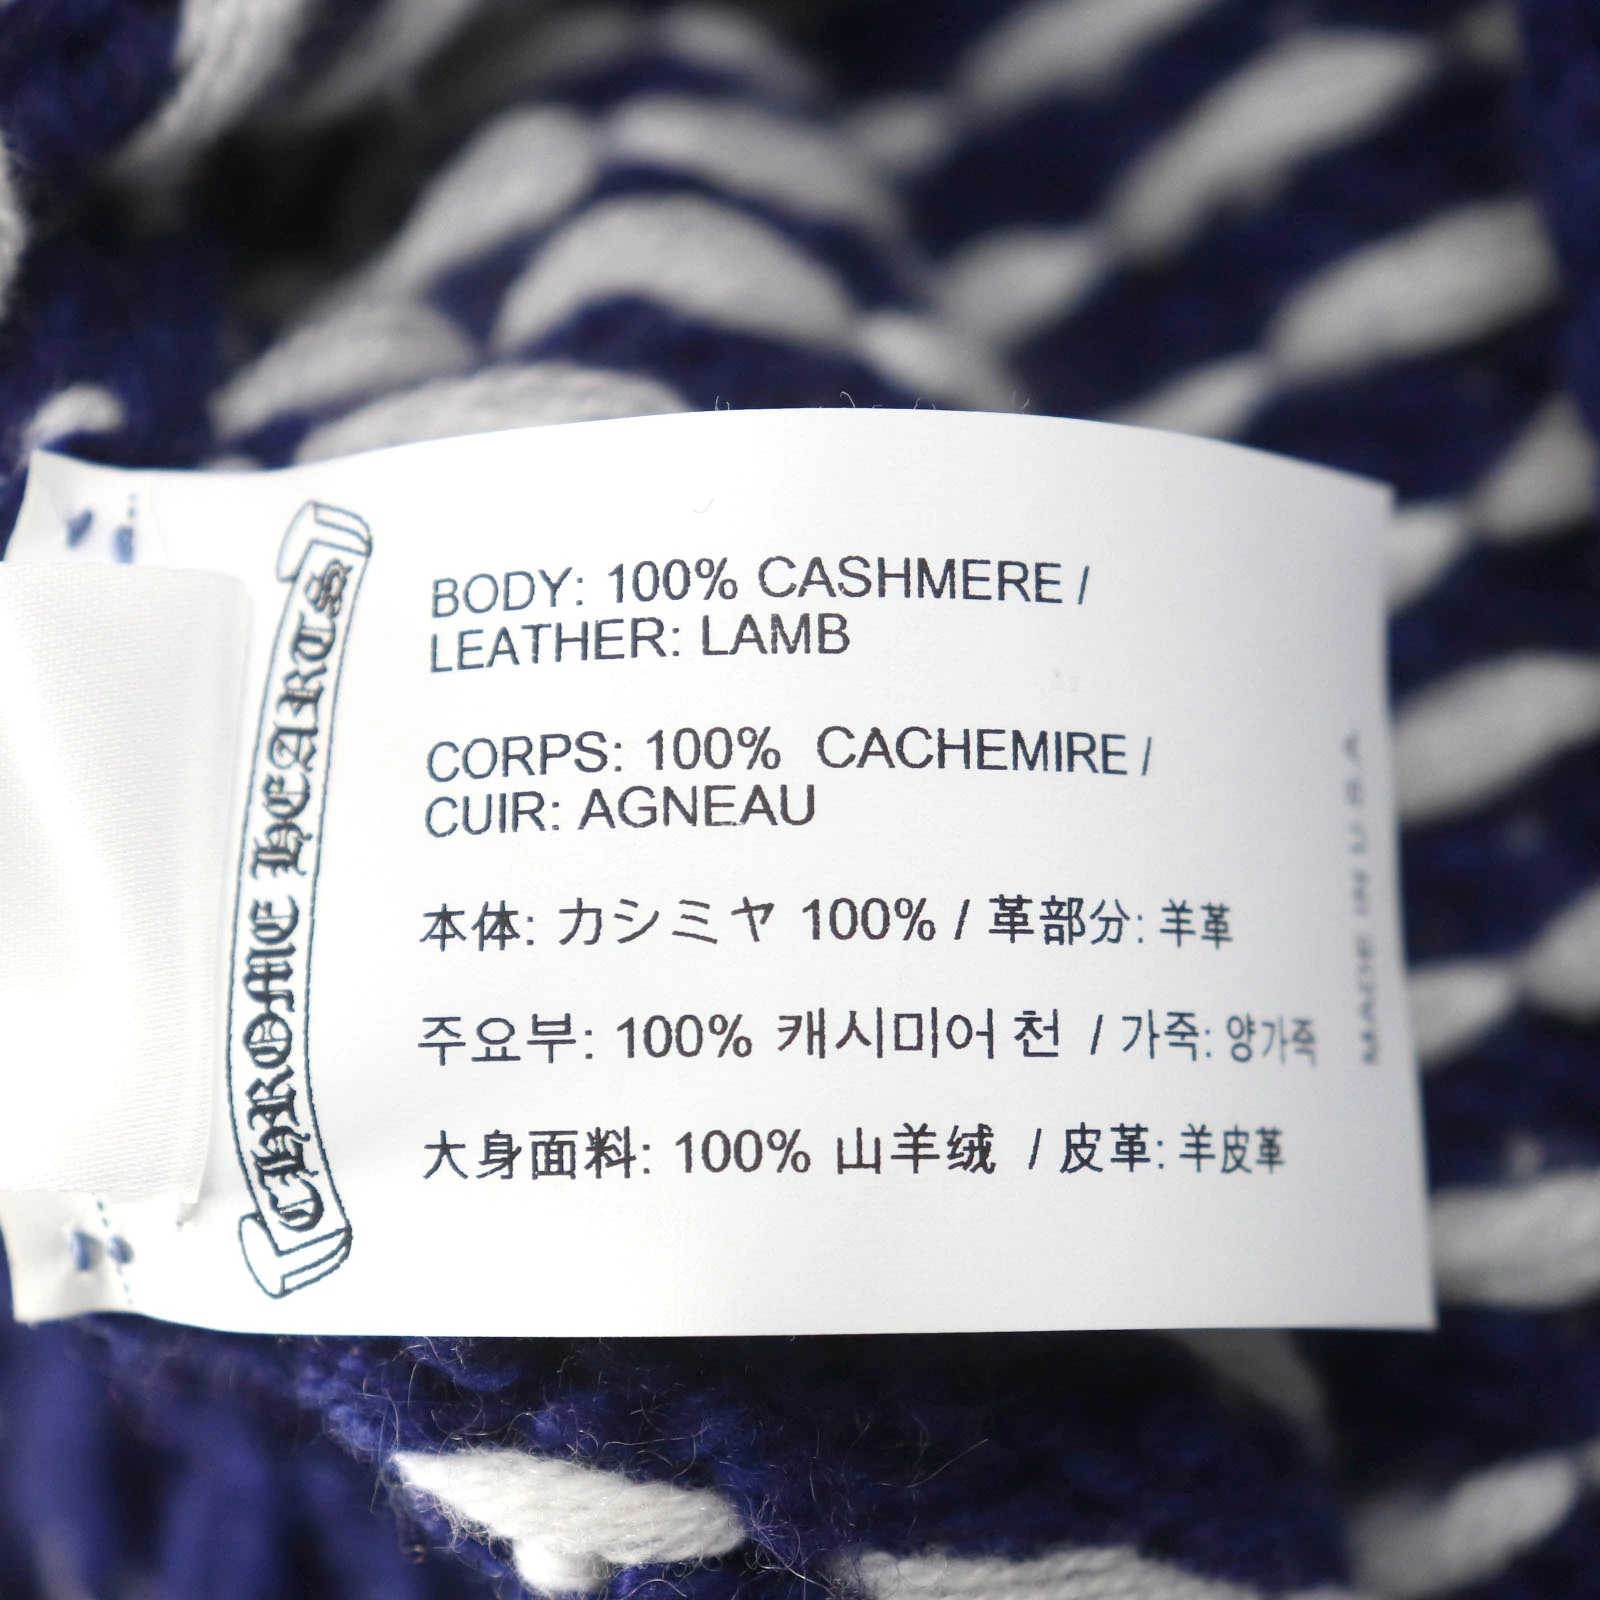 CHROME HEARTS
BODY: 100% CASHMERE /
LEATHER: LAMB
CORPS: 100% CACHEMIRE /
CUIR: AGNEAU
本体: カシミヤ 100% / 革部分: 羊革
주요부: 100% 캐시미어 천 / 가죽: 양가죽
大身面料: 100% 山羊绒 / 皮革: 羊皮革
MADE IN U.S.A